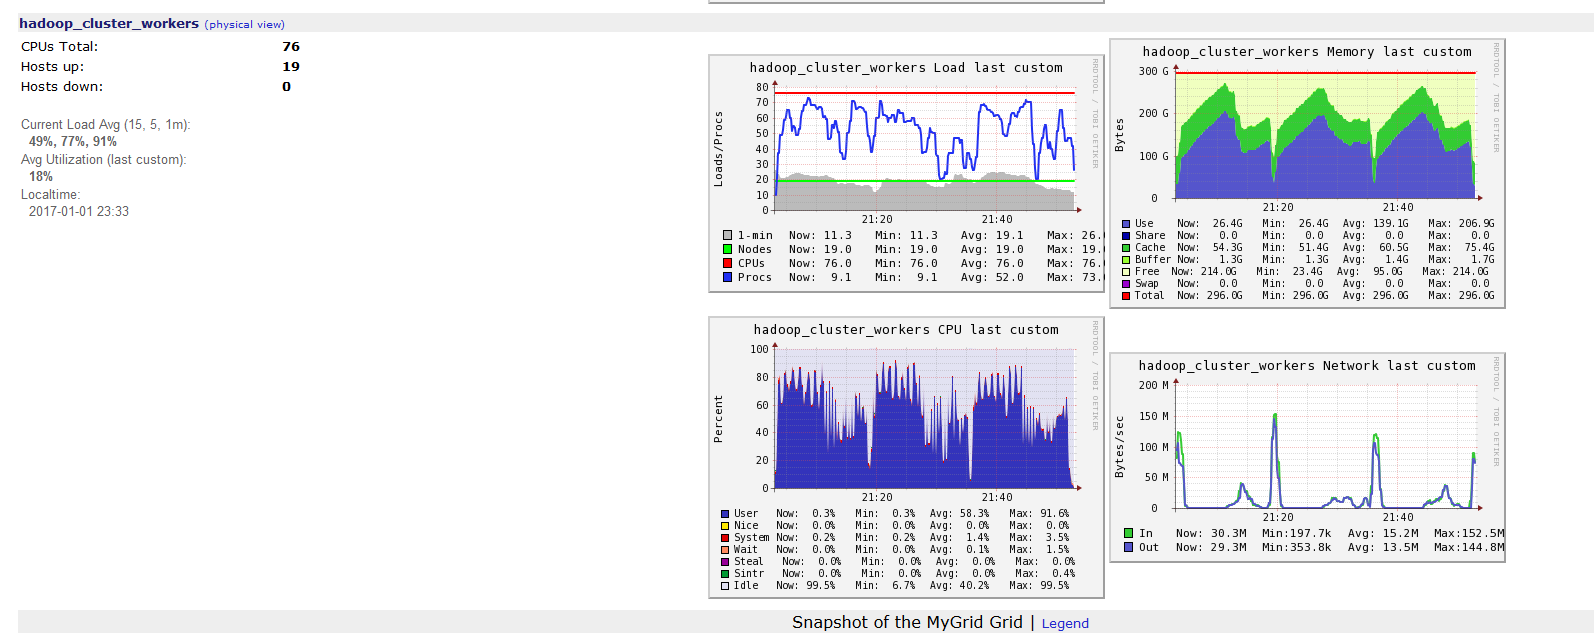 hadoop_cluster_workers (physical view)
CPUs Total: 76
Hosts up: 19
Hosts down: 0
Current Load Avg (15, 5, 1m):
49%, 77%, 91%
Avg Utilization (last custom):
18%
Localtime:
2017-01-01 23:33
hadoop_cluster_workers Load last custom
RRDTOOL / TOBI OETIKER
Loads/Procs
80
70
60
50
40
30
20
10
0
21:20 21:40
1-min Now: 11.3 Min: 11.3 Avg: 19.1 Max: 26.
Nodes Now: 19.0 Min: 19.0 Avg: 19.0 Max: 19.
CPUs Now: 76.0 Min: 76.0 Avg: 76.0 Max: 76.
Procs Now: 9.1 Min: 9.1 Avg: 52.0 Max: 73.
hadoop_cluster_workers Memory last custom
RRDTOOL / TOBI OETIKER
Bytes
300 G
200 G
100 G
0
21:20 21:40
Use Now: 26.4G Min: 26.4G Avg: 139.1G Max: 206.9G
Share Now: 0.0 Min: 0.0 Avg: 0.0 Max: 0.0
Cache Now: 54.3G Min: 51.4G Avg: 60.5G Max: 75.4G
Buffer Now: 1.3G Min: 1.3G Avg: 1.4G Max: 1.7G
Free Now: 214.0G Min: 23.4G Avg: 95.0G Max: 214.0G
Swap Now: 0.0 Min: 0.0 Avg: 0.0 Max: 0.0
Total Now: 296.0G Min: 296.0G Avg: 296.0G Max: 296.0G
hadoop_cluster_workers CPU last custom
RRDTOOL / TOBI OETIKER
Percent
100
80
60
40
20
0
21:20 21:40
User Now: 0.3% Min: 0.3% Avg: 58.3% Max: 91.6%
Nice Now: 0.0% Min: 0.0% Avg: 0.0% Max: 0.0%
System Now: 0.2% Min: 0.2% Avg: 1.4% Max: 3.5%
Wait Now: 0.0% Min: 0.0% Avg: 0.1% Max: 1.5%
Steal Now: 0.0% Min: 0.0% Avg: 0.0% Max: 0.0%
Sintr Now: 0.0% Min: 0.0% Avg: 0.0% Max: 0.4%
Idle Now: 99.5% Min: 6.7% Avg: 40.2% Max: 99.5%
hadoop_cluster_workers Network last custom
RRDTOOL / TOBI OETIKER
Bytes/sec
200 M
150 M
100 M
50 M
0
21:20 21:40
In Now: 30.3M Min:197.7k Avg: 15.2M Max:152.5M
Out Now: 29.3M Min:353.8k Avg: 13.5M Max:144.8M
Snapshot of the MyGrid Grid | Legend